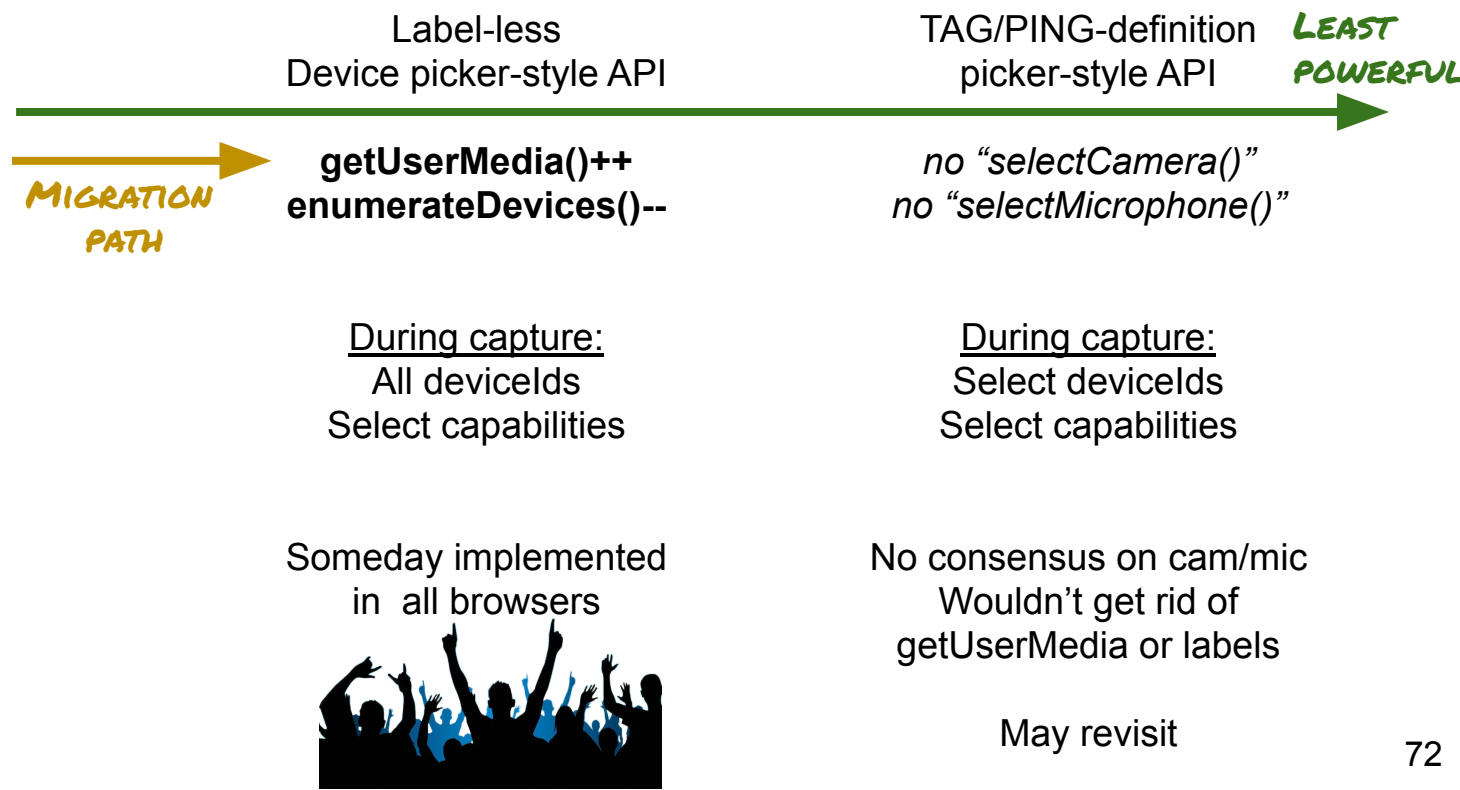 Label-less
Device picker-style API
TAG/PING-definition
picker-style API
LEAST
POWERFUL
MIGRATION
PATH
getUserMedia()++
enumerateDevices()--
no “selectCamera()”
no “selectMicrophone()”
During capture:
All deviceIds
Select capabilities
During capture:
Select deviceIds
Select capabilities
Someday implemented
in all browsers
No consensus on cam/mic
Wouldn’t get rid of
getUserMedia or labels
May revisit
72